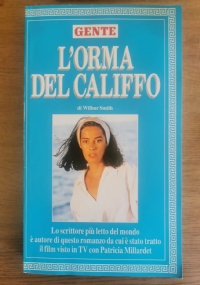 GENTE
L'ORMA
DEL CALIFFO
di Wilbur Smith
Lo scrittore più letto del mondo
è autore di questo romanzo da cui è stato tratto
il film visto in TV con Patricia Millardet